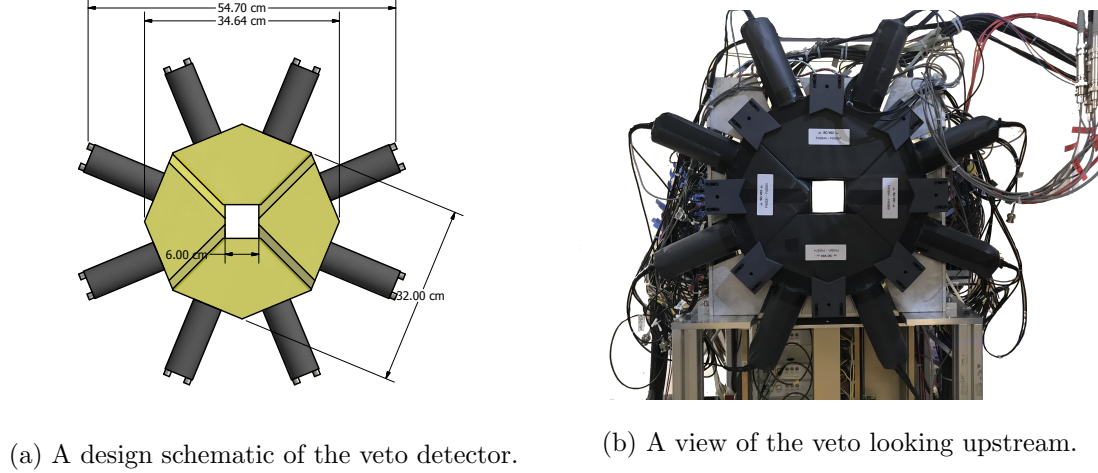 54.70 cm
34.64 cm
6.00 cm
32.00 cm
(a) A design schematic of the veto detector.
(b) A view of the veto looking upstream.